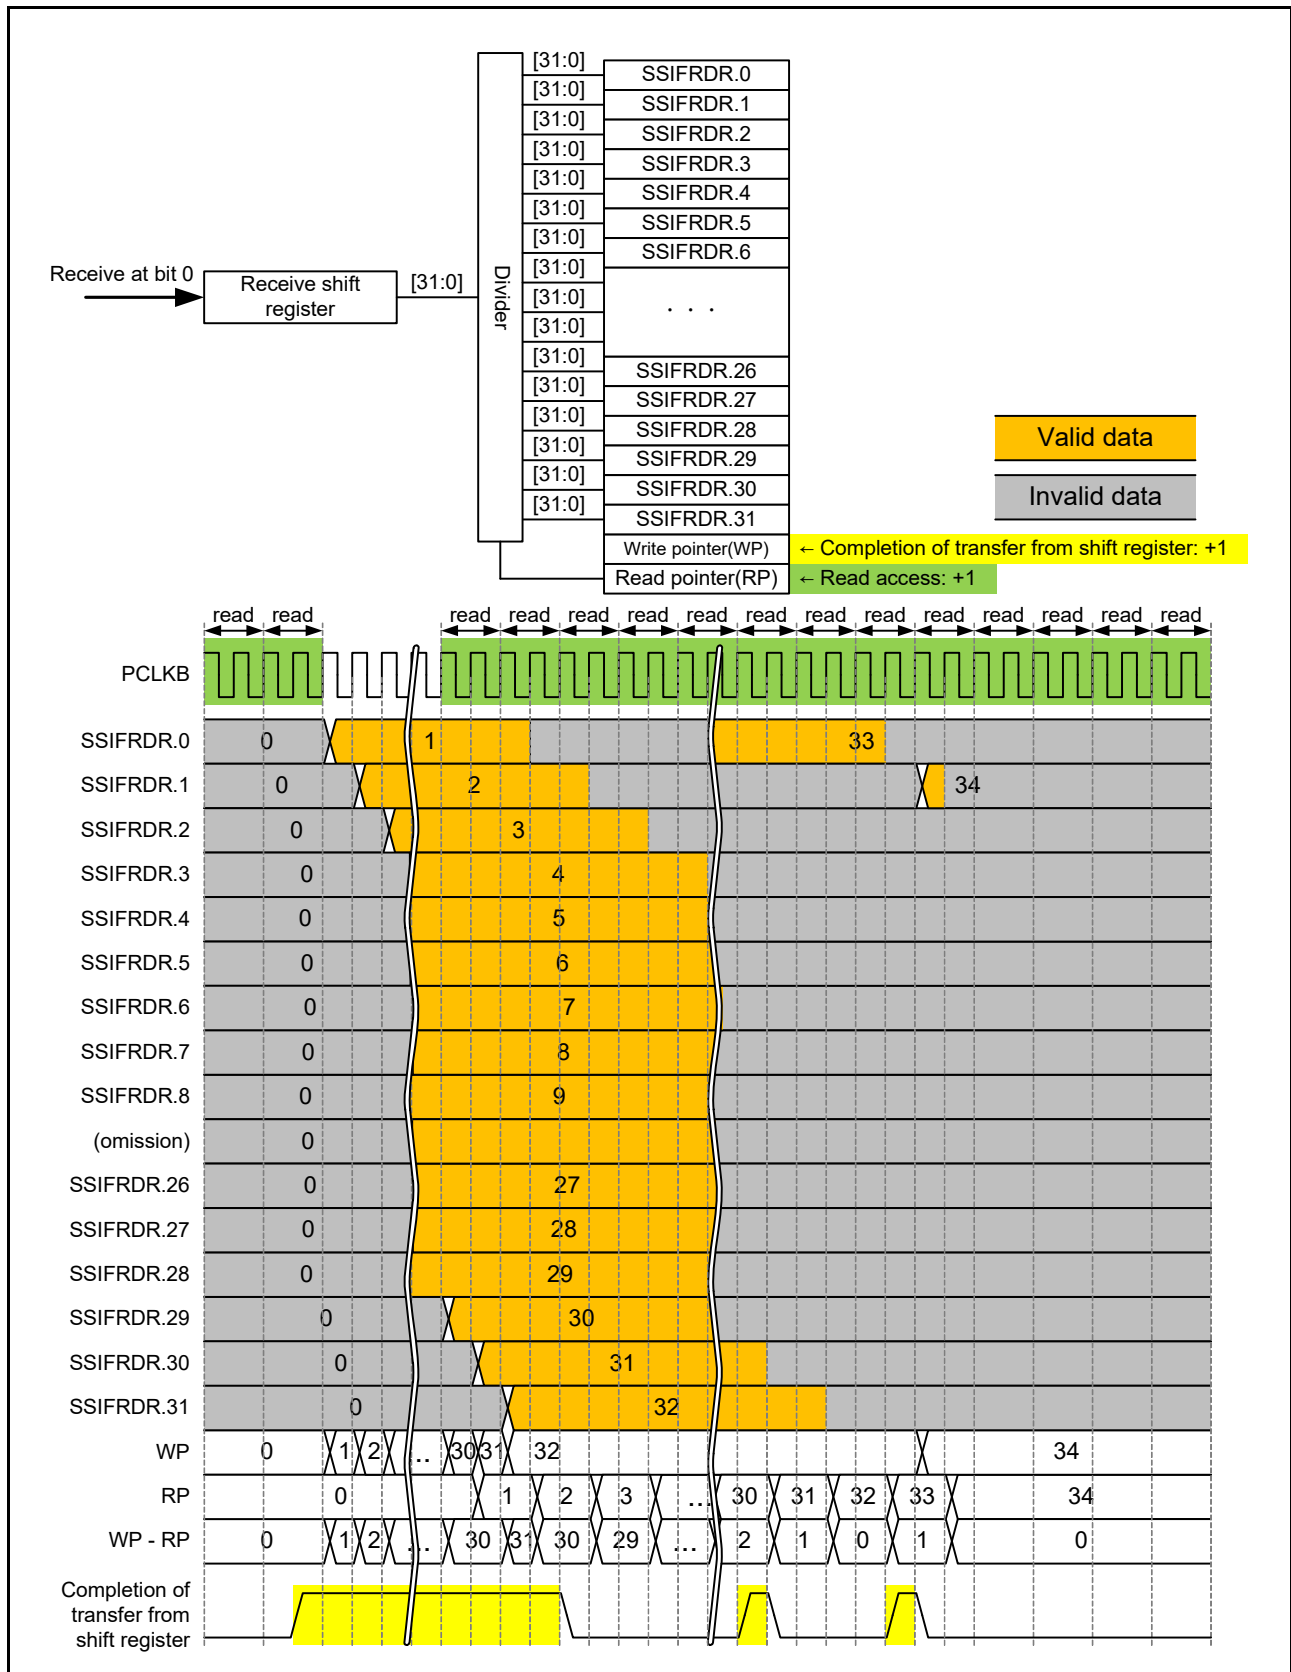 [31:0]
SSIFRDR.0
[31:0]
SSIFRDR.1
[31:0]
SSIFRDR.2
[31:0]
SSIFRDR.3
[31:0]
SSIFRDR.4
[31:0]
SSIFRDR.5
[31:0]
SSIFRDR.6
[31:0]
[31:0]
. . .
[31:0]
[31:0]
SSIFRDR.26
[31:0]
SSIFRDR.27
[31:0]
SSIFRDR.28
[31:0]
SSIFRDR.29
[31:0]
SSIFRDR.30
[31:0]
SSIFRDR.31
Receive at bit 0
Receive shift
register
[31:0]
Divider
Valid data
Invalid data
Write pointer(WP) ← Completion of transfer from shift register: +1
Read pointer(RP) ← Read access: +1
read read read read read read read read read read read read read read read
PCLKB
SSIFRDR.0 0 1 33
SSIFRDR.1 0 2 34
SSIFRDR.2 0 3
SSIFRDR.3 0 4
SSIFRDR.4 0 5
SSIFRDR.5 0 6
SSIFRDR.6 0 7
SSIFRDR.7 0 8
SSIFRDR.8 0 9
(omission) 0
SSIFRDR.26 0 27
SSIFRDR.27 0 28
SSIFRDR.28 0 29
SSIFRDR.29 0 30
SSIFRDR.30 0 31
SSIFRDR.31 0 32
WP 0 1 2 ... 30 31 32 34
RP 0 1 2 3 ... 30 31 32 33 34
WP - RP 0 1 2 ... 30 31 30 29 ... 2 1 0 1 0
Completion of
transfer from
shift register